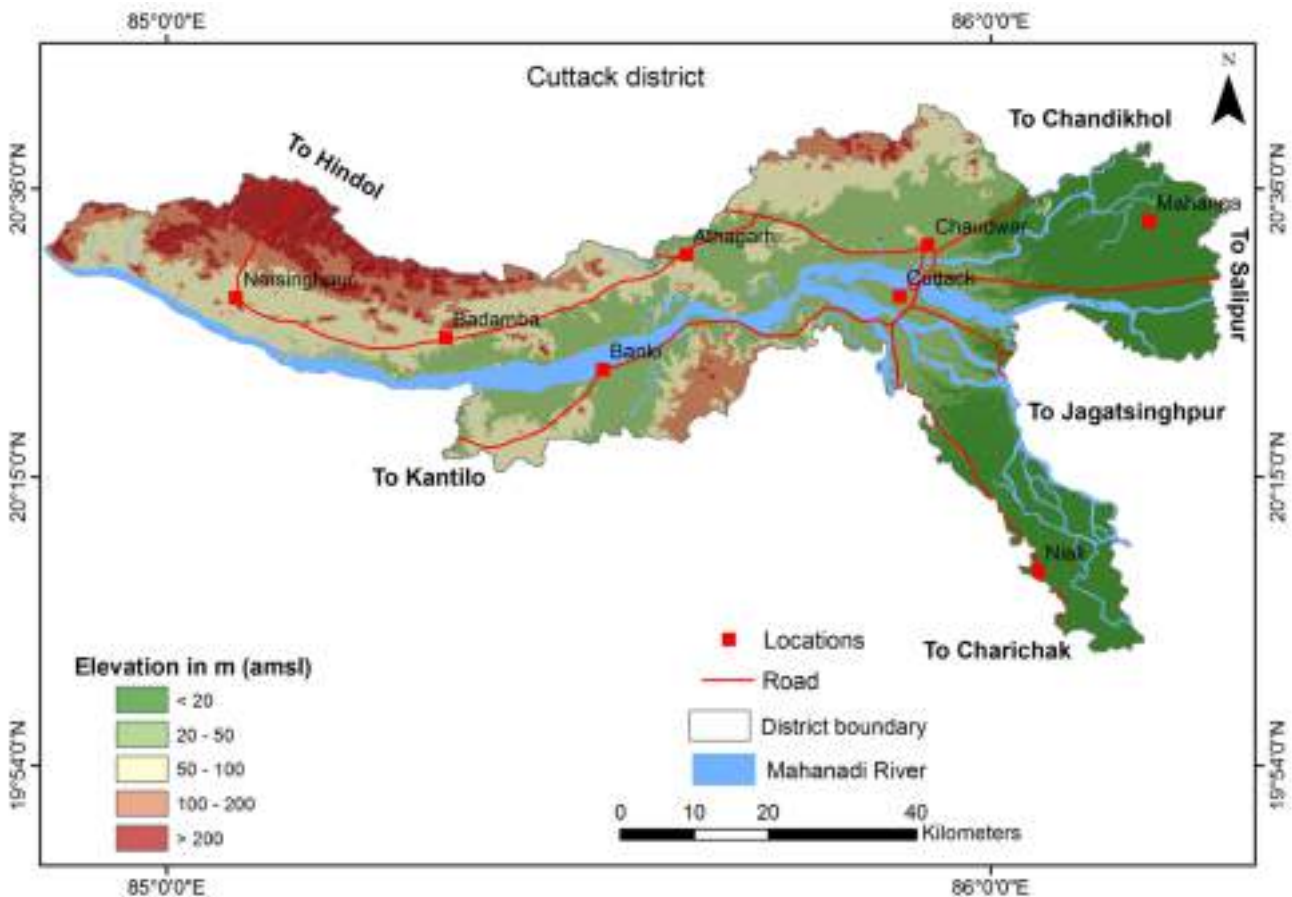 85°0'0"E 86°0'0"E
Cuttack district
N
To Chandikhol
To Hindol
20°36'0"N
20°36'0"N
Mahanga
Chaudwar
To Salipur
Athagarh
Cuttack
Narsinghpur
Badamba
Banki
To Jagatsinghpur
To Kantilo
20°15'0"N
20°15'0"N
Niali
To Charichak
Locations
Road
District boundary
Mahanadi River
Elevation in m (amsl)
< 20
20 - 50
50 - 100
100 - 200
> 200
19°54'0"N
19°54'0"N
0 10 20 40
Kilometers
85°0'0"E 86°0'0"E